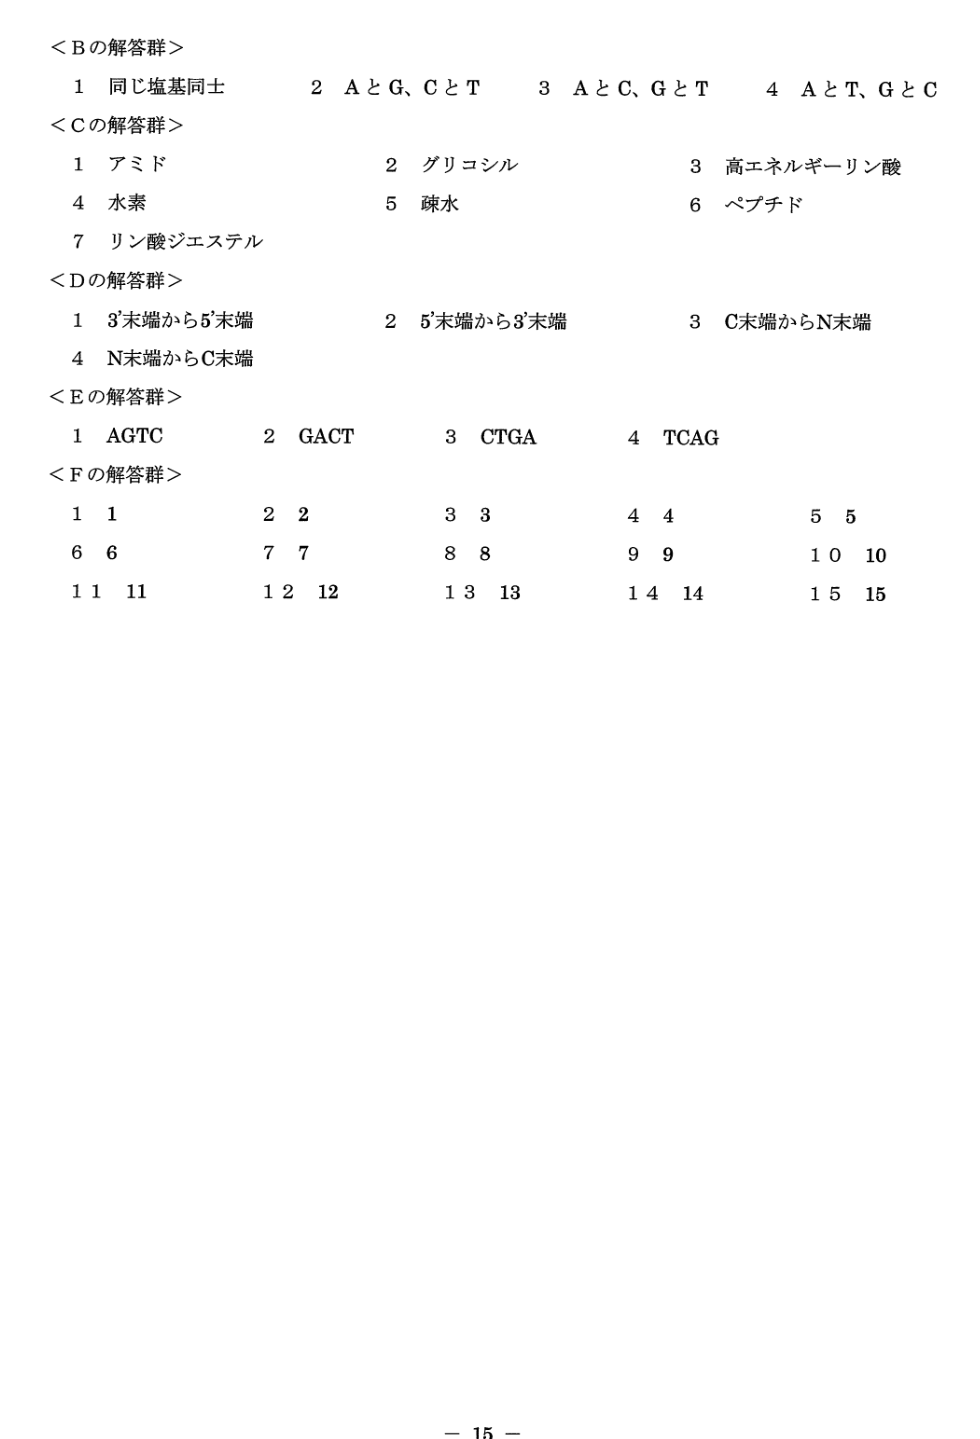 ＜Ｂの解答群＞
１　同じ塩基同士　２　AとG、CとT　３　AとC、GとT　４　AとT、GとC
＜Ｃの解答群＞
１　アミド　２　グリコシル　３　高エネルギーリン酸
４　水素　５　疎水　６　ペプチド
７　リン酸ジエステル
＜Ｄの解答群＞
１　3’末端から5’末端　２　5’末端から3’末端　３　C末端からN末端
４　N末端からC末端
＜Ｅの解答群＞
１　AGTC　２　GACT　３　CTGA　４　TCAG
＜Ｆの解答群＞
１　1　２　2　３　3　４　4　５　5
６　6　７　7　８　8　９　9　１０　10
１１　11　１２　12　１３　13　１４　14　１５　15
－ 15 －